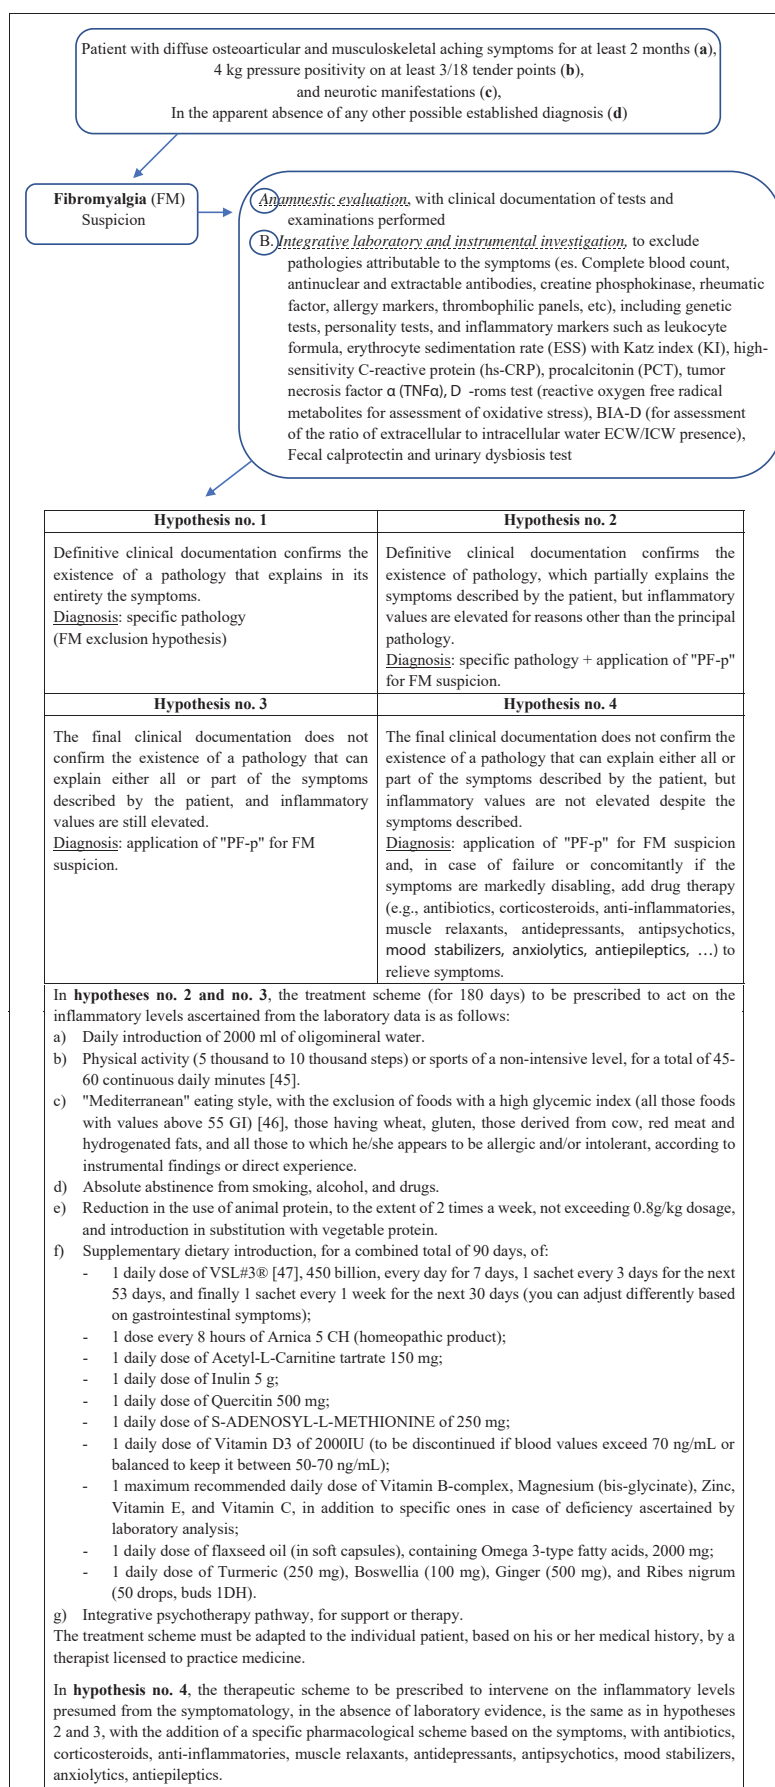 Patient with diffuse osteoarticular and musculoskeletal aching symptoms for at least 2 months (a),
4 kg pressure positivity on at least 3/18 tender points (b),
and neurotic manifestations (c),
In the apparent absence of any other possible established diagnosis (d)
Fibromyalgia (FM)
Suspicion
Anamnestic evaluation, with clinical documentation of tests and
examinations performed
B. Integrative laboratory and instrumental investigation, to exclude
pathologies attributable to the symptoms (es. Complete blood count,
antinuclear and extractable antibodies, creatine phosphokinase, rheumatic
factor, allergy markers, thrombophilic panels, etc), including genetic
tests, personality tests, and inflammatory markers such as leukocyte
formula, erythrocyte sedimentation rate (ESS) with Katz index (KI), high-
sensitivity C-reactive protein (hs-CRP), procalcitonin (PCT), tumor
necrosis factor α (TNFα), D -roms test (reactive oxygen free radical
metabolites for assessment of oxidative stress), BIA-D (for assessment
of the ratio of extracellular to intracellular water ECW/ICW presence),
Fecal calprotectin and urinary dysbiosis test
Hypothesis no. 1
Definitive clinical documentation confirms the
existence of a pathology that explains in its
entirety the symptoms.
Diagnosis: specific pathology
(FM exclusion hypothesis)
Hypothesis no. 2
Definitive clinical documentation confirms the
existence of pathology, which partially explains the
symptoms described by the patient, but inflammatory
values are elevated for reasons other than the principal
pathology.
Diagnosis: specific pathology + application of "PF-p"
for FM suspicion.
Hypothesis no. 3
The final clinical documentation does not
confirm the existence of a pathology that can
explain either all or part of the symptoms
described by the patient, and inflammatory
values are still elevated.
Diagnosis: application of "PF-p" for FM
suspicion.
Hypothesis no. 4
The final clinical documentation does not confirm the
existence of a pathology that can explain either all or
part of the symptoms described by the patient, but
inflammatory values are not elevated despite the
symptoms described.
Diagnosis: application of "PF-p" for FM suspicion
and, in case of failure or concomitantly if the
symptoms are markedly disabling, add drug therapy
(e.g., antibiotics, corticosteroids, anti-inflammatories,
muscle relaxants, antidepressants, antipsychotics,
mood stabilizers, anxiolytics, antiepileptics, …) to
relieve symptoms.
In hypotheses no. 2 and no. 3, the treatment scheme (for 180 days) to be prescribed to act on the
inflammatory levels ascertained from the laboratory data is as follows:
a) Daily introduction of 2000 ml of oligomineral water.
b) Physical activity (5 thousand to 10 thousand steps) or sports of a non-intensive level, for a total of 45-
60 continuous daily minutes [45].
c) "Mediterranean" eating style, with the exclusion of foods with a high glycemic index (all those foods
with values above 55 GI) [46], those having wheat, gluten, those derived from cow, red meat and
hydrogenated fats, and all those to which he/she appears to be allergic and/or intolerant, according to
instrumental findings or direct experience.
d) Absolute abstinence from smoking, alcohol, and drugs.
e) Reduction in the use of animal protein, to the extent of 2 times a week, not exceeding 0.8g/kg dosage,
and introduction in substitution with vegetable protein.
f) Supplementary dietary introduction, for a combined total of 90 days, of:
- 1 daily dose of VSL#3® [47], 450 billion, every day for 7 days, 1 sachet every 3 days for the next
53 days, and finally 1 sachet every 1 week for the next 30 days (you can adjust differently based
on gastrointestinal symptoms);
- 1 dose every 8 hours of Arnica 5 CH (homeopathic product);
- 1 daily dose of Acetyl-L-Carnitine tartrate 150 mg;
- 1 daily dose of Inulin 5 g;
- 1 daily dose of Quercitin 500 mg;
- 1 daily dose of S-ADENOSYL-L-METHIONINE of 250 mg;
- 1 daily dose of Vitamin D3 of 2000IU (to be discontinued if blood values exceed 70 ng/mL or
balanced to keep it between 50-70 ng/mL);
- 1 maximum recommended daily dose of Vitamin B-complex, Magnesium (bis-glycinate), Zinc,
Vitamin E, and Vitamin C, in addition to specific ones in case of deficiency ascertained by
laboratory analysis;
- 1 daily dose of flaxseed oil (in soft capsules), containing Omega 3-type fatty acids, 2000 mg;
- 1 daily dose of Turmeric (250 mg), Boswellia (100 mg), Ginger (500 mg), and Ribes nigrum
(50 drops, buds 1DH).
g) Integrative psychotherapy pathway, for support or therapy.
The treatment scheme must be adapted to the individual patient, based on his or her medical history, by a
therapist licensed to practice medicine.
In hypothesis no. 4, the therapeutic scheme to be prescribed to intervene on the inflammatory levels
presumed from the symptomatology, in the absence of laboratory evidence, is the same as in hypotheses
2 and 3, with the addition of a specific pharmacological scheme based on the symptoms, with antibiotics,
corticosteroids, anti-inflammatories, muscle relaxants, antidepressants, antipsychotics, mood stabilizers,
anxiolytics, antiepileptics.